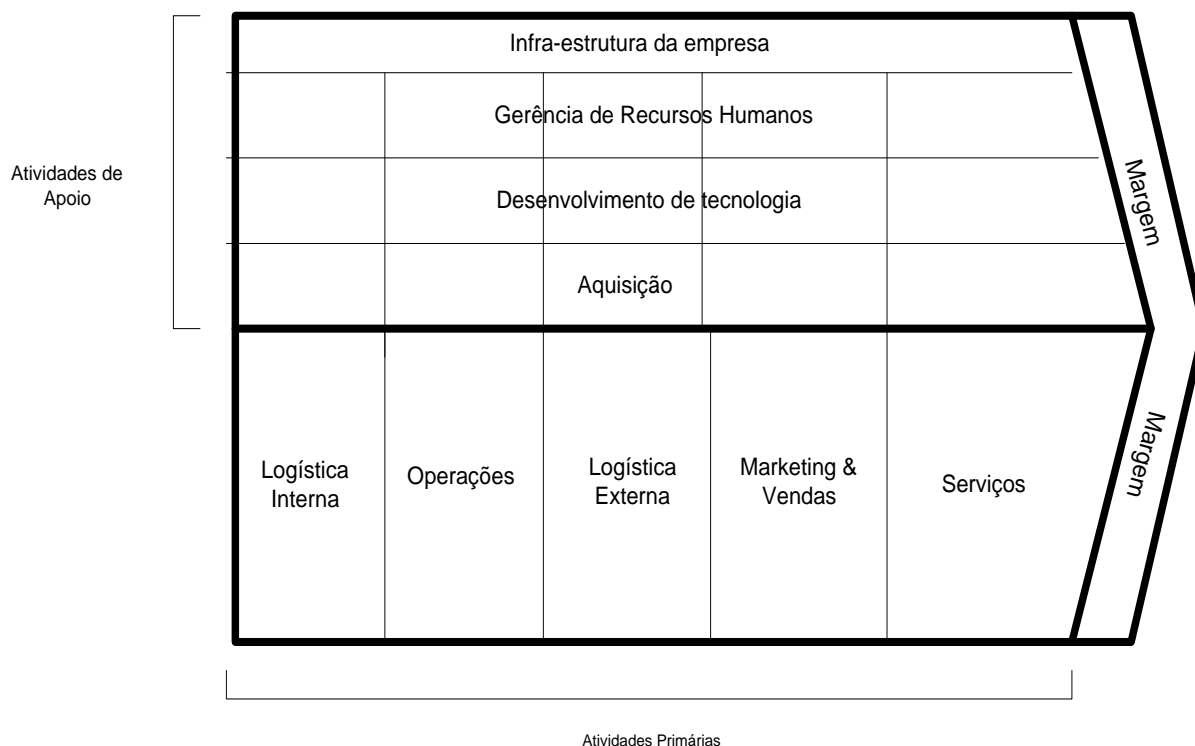 Infra-estrutura da empresa
Gerência de Recursos Humanos
Atividades de
Apoio
Desenvolvimento de tecnologia
Aquisição
Margem
Margem
Logística
Interna
Operações
Logística
Externa
Marketing &
Vendas
Serviços
Atividades Primárias